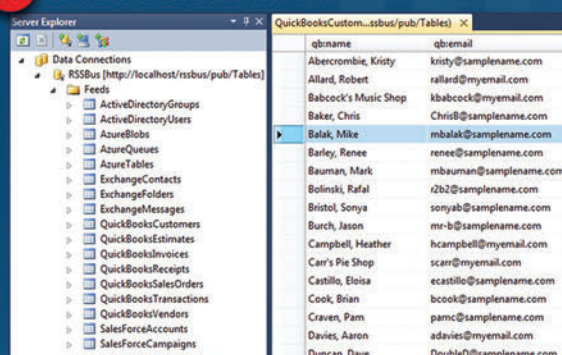 Server Explorer
Data Connections
RSSBus [http://localhost/rssbus/pub/Tables]
Feeds
ActiveDirectoryGroups
ActiveDirectoryUsers
AzureBlobs
AzureQueues
AzureTables
ExchangeContacts
ExchangeFolders
ExchangeMessages
QuickBooksCustomers
QuickBooksEstimates
QuickBooksInvoices
QuickBooksReceipts
QuickBooksSalesOrders
QuickBooksTransactions
QuickBooksVendors
SalesForceAccounts
SalesForceCampaigns
QuickBooksCustom...ssbus/pub/Tables)
qb:name qb:email
Abercrombie, Kristy kristy@samplename.com
Allard, Robert rallard@myemail.com
Babcock's Music Shop kbabcock@myemail.com
Baker, Chris ChrisB@samplename.com
Balak, Mike mbalak@samplename.com
Barley, Renee renee@samplename.com
Bauman, Mark mbauman@samplename.com
Bolinski, Rafal r2b2@samplename.com
Bristol, Sonya sonyab@samplename.com
Burch, Jason mr-b@samplename.com
Campbell, Heather hcampbell@myemail.com
Carr's Pie Shop scarr@myemail.com
Castillo, Eloisa ecastillo@samplename.com
Cook, Brian bcook@samplename.com
Craven, Pam pamc@samplename.com
Davies, Aaron adavies@myemail.com
Duncan, Dave DoubleD@samplename.com